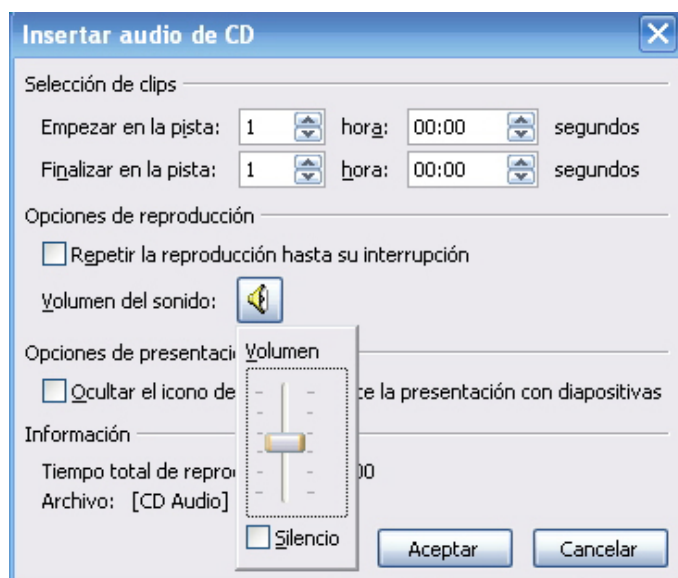 Insertar audio de CD
Selección de clips
Empezar en la pista: 1 hora: 00:00 segundos
Finalizar en la pista: 1 hora: 00:00 segundos
Opciones de reproducción
Repetir la reproducción hasta su interrupción
Volumen del sonido:
Opciones de presentaci
Volumen
Ocultar el icono de la presentación con diapositivas
Información
Tiempo total de repro 00
Archivo: [CD Audio]
Silencio
Aceptar Cancelar